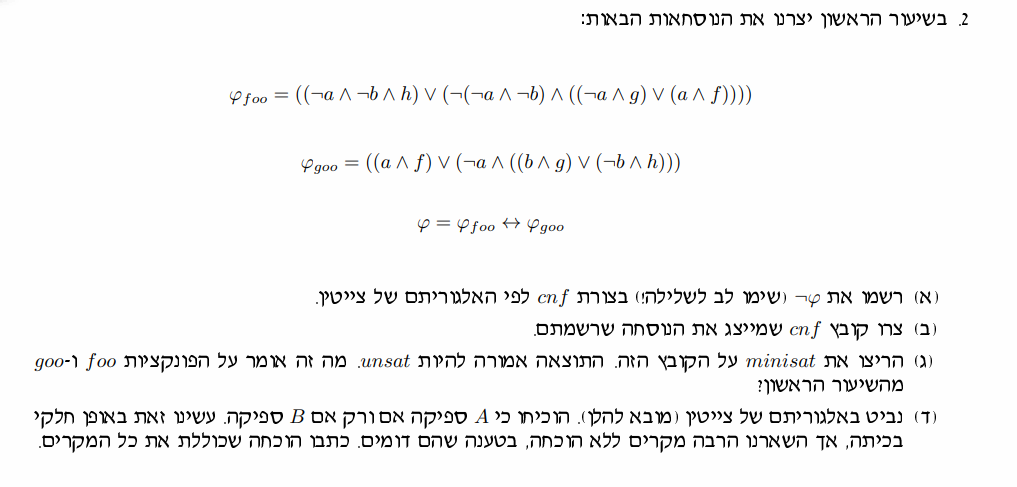 2. בשיעור הראשון יצרנו את הנוסחאות הבאות:
φ_foo = ((¬a ∧ ¬b ∧ h) ∨ (¬(¬a ∧ ¬b) ∧ ((¬a ∧ g) ∨ (a ∧ f))))
φ_goo = ((a ∧ f) ∨ (¬a ∧ ((b ∧ g) ∨ (¬b ∧ h)))
φ = φ_foo ↔ φ_goo
(א) רשמו את ¬φ (שימו לב לשלילה!) בצורת cnf לפי האלגוריתם של צייטין.
(ב) צרו קובץ cnf שמייצג את הנוסחה שרשמתם.
(ג) הריצו את minisat על הקובץ הזה. התוצאה אמורה להיות unsat. מה זה אומר על הפונקציות foo ו-goo
מהשיעור הראשון?
(ד) נביט באלגוריתם של צייטין (מובא להלן). הוכיחו כי A ספיקה אם ורק אם B ספיקה. עשינו זאת באופן חלקי
בכיתה, אך השארנו הרבה מקרים ללא הוכחה, בטענה שהם דומים. כתבו הוכחה שכוללת את כל המקרים.